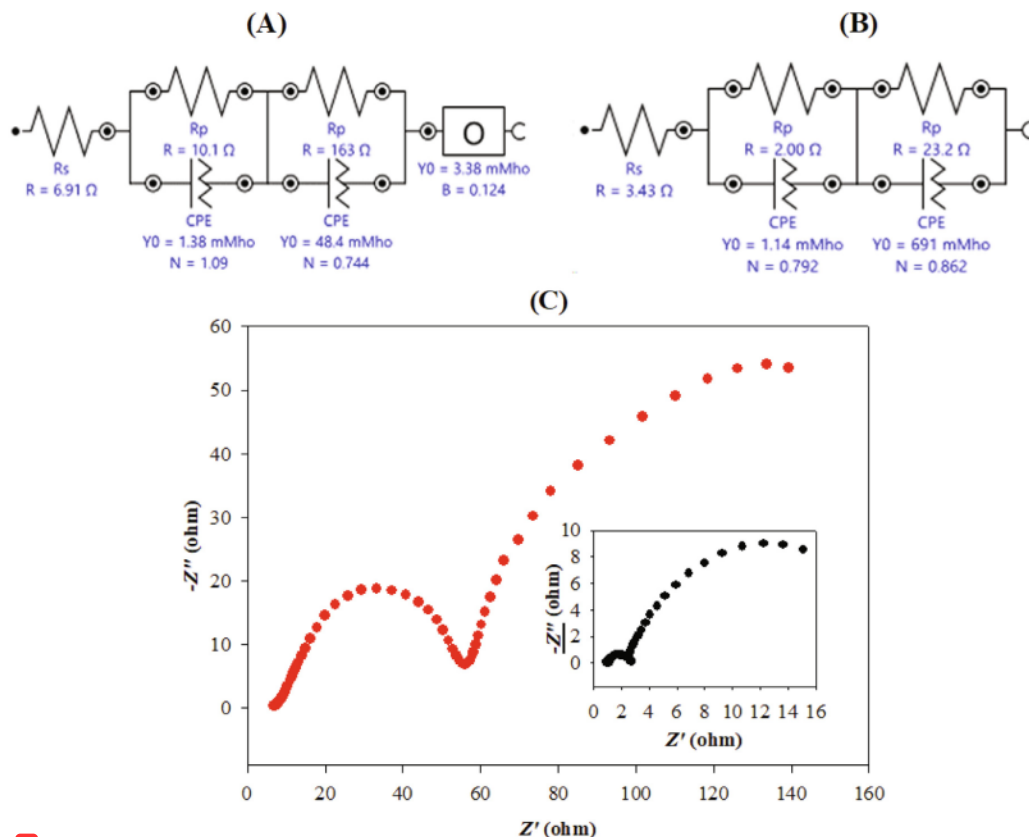 (A)
Rp
R = 10.1 Ω
Rp
R = 163 Ω
Rs
R = 6.91 Ω
O
Y0 = 3.38 mMho
B = 0.124
CPE
Y0 = 1.38 mMho
N = 1.09
CPE
Y0 = 48.4 mMho
N = 0.744
(B)
Rp
R = 2.00 Ω
Rp
R = 23.2 Ω
Rs
R = 3.43 Ω
CPE
Y0 = 1.14 mMho
N = 0.792
CPE
Y0 = 691 mMho
N = 0.862
(C)
60
50
40
30
20
10
0
-Z" (ohm)
0 20 40 60 80 100 120 140 160
Z' (ohm)
10
8
6
4
2
0
-Z" (ohm)
0 2 4 6 8 10 12 14 16
Z' (ohm)